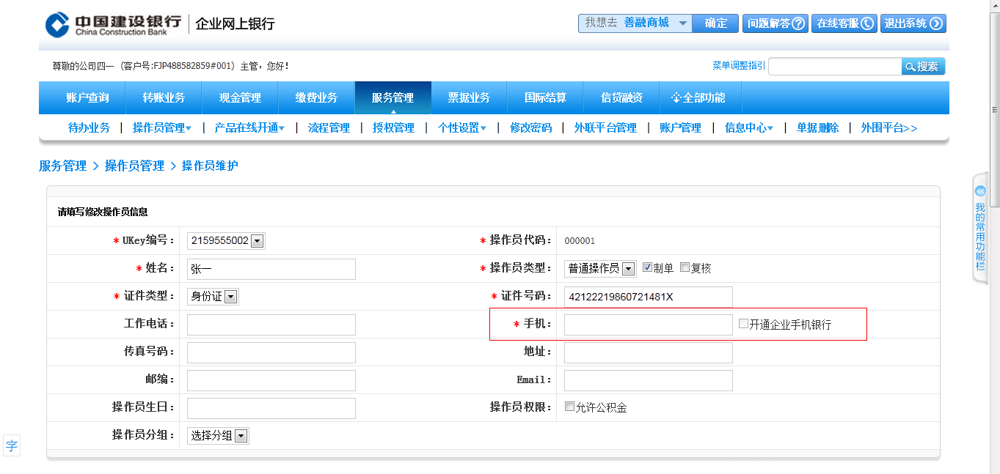 中国建设银行 企业网上银行 我想去 善融商城 确定 问题解答 在线客服 退出系统
China Construction Bank
尊敬的公司四一（客户号:FJP488582859#001）主管，您好！ 菜单调整指引 搜索
账户查询 转账业务 现金管理 缴费业务 服务管理 票据业务 国际结算 信贷融资 全部功能
待办业务 | 操作员管理 | 产品在线开通 | 流程管理 | 授权管理 | 个性设置 | 修改密码 | 外联平台管理 | 账户管理 | 信息中心 | 单据删除 | 外围平台>>
服务管理 > 操作员管理 > 操作员维护
请填写修改操作员信息
* UKey编号： 2159555002 * 操作员代码： 000001
* 姓名： 张一 * 操作员类型： 普通操作员 制单 复核
* 证件类型： 身份证 * 证件号码： 42122219860721481X
工作电话： * 手机： 开通企业手机银行
传真号码： 地址：
邮编： Email：
操作员生日： 操作员权限： 允许公积金
操作员分组： 选择分组
我的常用功能栏
字